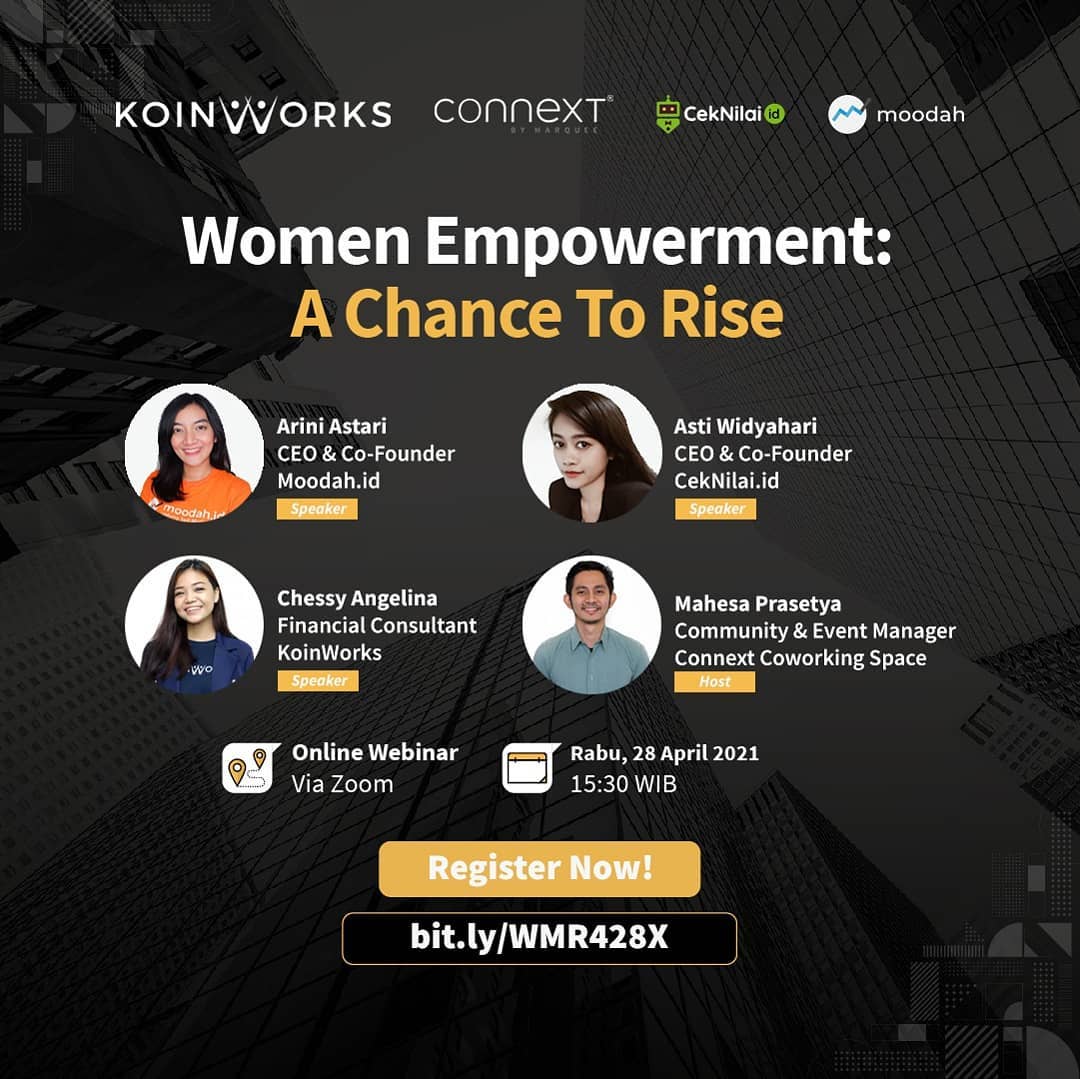 KOINWORKS
connexT®
BY MARQUEE
CekNilai id
moodah
Women Empowerment:
A Chance To Rise
Arini Astari
CEO & Co-Founder
Moodah.id
Speaker
moodah.id
Asti Widyahari
CEO & Co-Founder
CekNilai.id
Speaker
Chessy Angelina
Financial Consultant
KoinWorks
Speaker
Mahesa Prasetya
Community & Event Manager
Connext Coworking Space
Host
Online Webinar
Via Zoom
Rabu, 28 April 2021
15:30 WIB
Register Now!
bit.ly/WMR428X